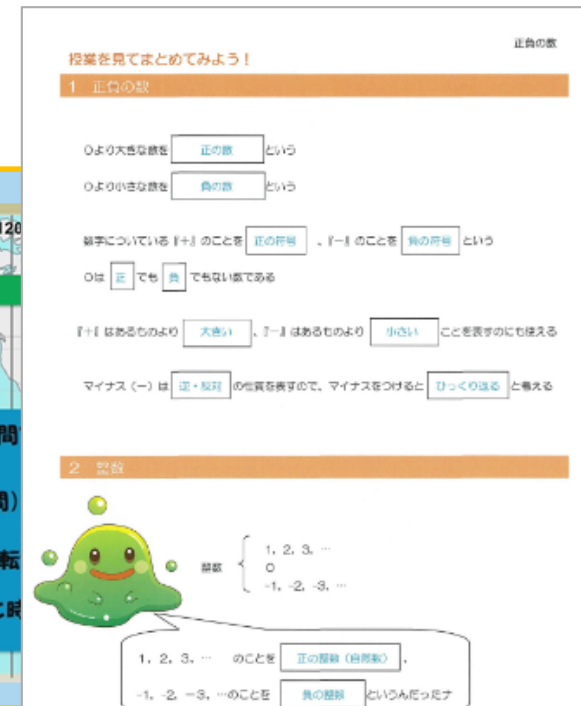 正負の数
授業を見てまとめてみよう!
1 正負の数
0より大きな数を 正の数 という
0より小さな数を 負の数 という
数字についている『+』のことを 正の符号 、『-』のことを 負の符号 という
0は 正 でも 負 でもない数である
『+』はあるものより 大きい 、『-』はあるものより 小さい ことを表すのにも使える
マイナス(-)は 逆・反対 の性質を表すので、マイナスをつけると ひっくり返る と考える
2 整数
整数
1, 2, 3, …
0
-1, -2, -3, …
1, 2, 3, … のことを 正の整数(自然数) 、
-1, -2, -3, …のことを 負の整数 というんだったナ
120
間
間)
転
時